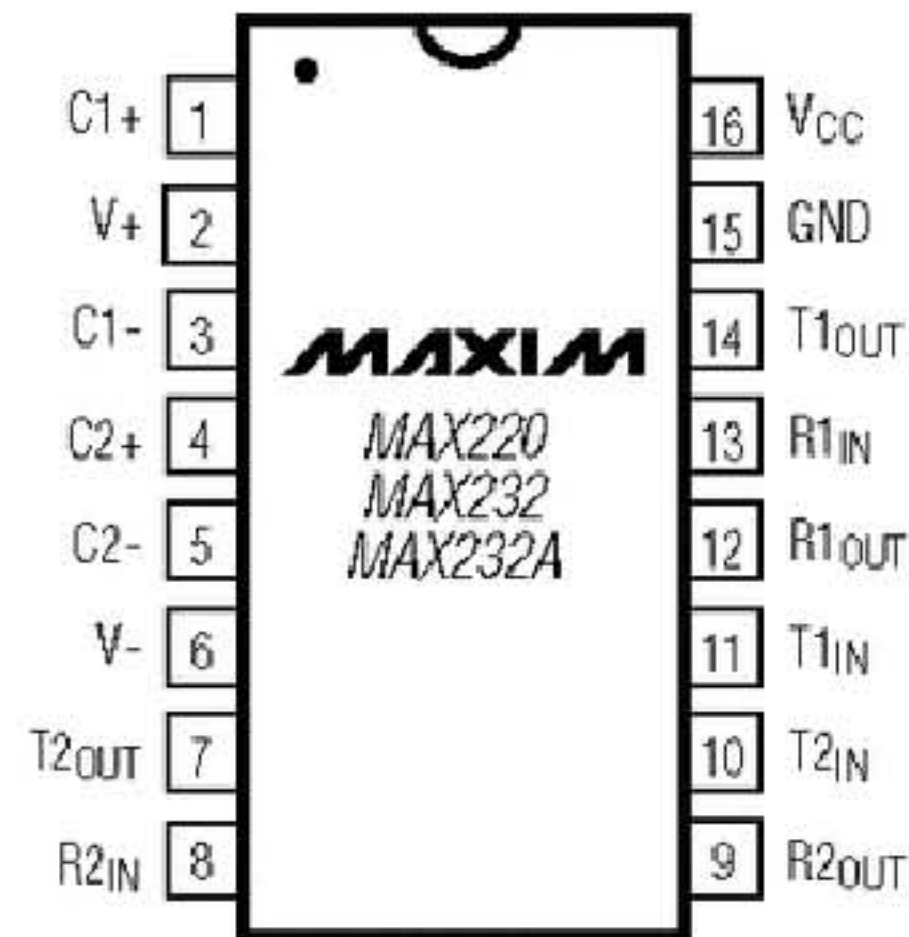 C1+ 1 16 VCC
V+ 2 15 GND
C1- 3 14 T1OUT
MAXIM
C2+ 4 13 R1IN
MAX220
MAX232
C2- 5 12 R1OUT
MAX232A
V- 6 11 T1IN
T2OUT 7 10 T2IN
R2IN 8 9 R2OUT